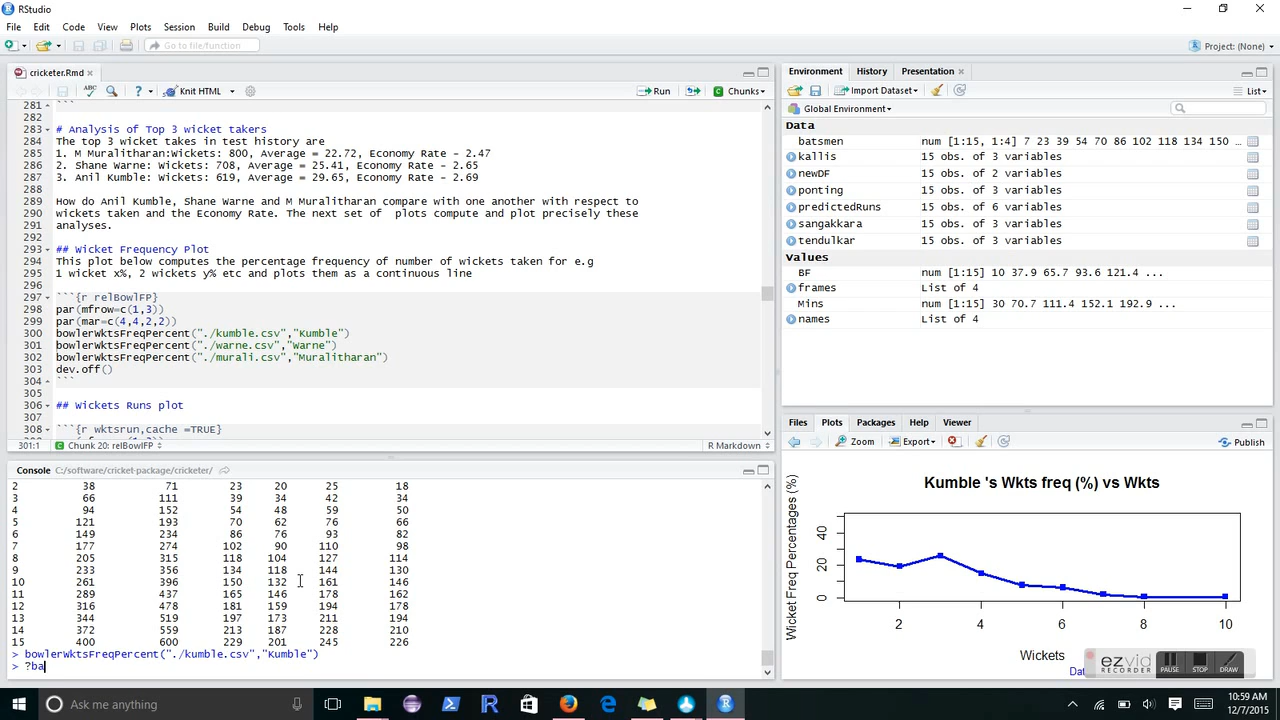 RStudio
File Edit Code View Plots Session Build Debug Tools Help
Go to file/function
Project: (None)
cricketer.Rmd
ABC ? Knit HTML Run Chunks
281 ```
282
283 # Analysis of Top 3 wicket takers
284 The top 3 wicket takes in test history are
285 1. M Muralitharan:Wickets: 800, Average = 22.72, Economy Rate - 2.47
286 2. Shane Warne: Wickets: 708, Average = 25.41, Economy Rate - 2.65
287 3. Anil Kumble: Wickets: 619, Average = 29.65, Economy Rate - 2.69
288
289 How do Anil Kumble, Shane Warne and M Muralitharan compare with one another with respect to
290 wickets taken and the Economy Rate. The next set of  plots compute and plot precisely these
291 analyses.
292
293 ## Wicket Frequency Plot
294 This plot below computes the percentage frequency of number of wickets taken for e.g
295 1 wicket x%, 2 wickets y% etc and plots them as a continuous line
296
297 ```{r relBowlFP}
298 par(mfrow=c(1,3))
299 par(mar=c(4,4,2,2))
300 bowlerWktsFreqPercent("./kumble.csv","Kumble")
301 bowlerWktsFreqPercent("./warne.csv","Warne")
302 bowlerWktsFreqPercent("./murali.csv","Muralitharan")
303 dev.off()
304 ```
305
306 ## Wickets Runs plot
307
308 ```{r wktsrun,cache =TRUE}
301:1 Chunk 20: relBowlFP R Markdown
Console C:/software/cricket-package/cricketer/
2 38 71 23 20 25 18
3 66 111 39 34 42 34
4 94 152 54 48 59 50
5 121 193 70 62 76 66
6 149 234 86 76 93 82
7 177 274 102 90 110 98
8 205 315 118 104 127 114
9 233 356 134 118 144 130
10 261 396 150 132 161 146
11 289 437 165 146 178 162
12 316 478 181 159 194 178
13 344 519 197 173 211 194
14 372 559 213 187 228 210
15 400 600 229 201 245 226
> bowlerWktsFreqPercent("./kumble.csv","Kumble")
> ?ba
Environment History Presentation
Import Dataset List
Global Environment
Data
batsmen num [1:15, 1:4] 7 23 39 54 70 86 102 118 134 150 …
kallis 15 obs. of 3 variables
newDF 15 obs. of 2 variables
ponting 15 obs. of 3 variables
predictedRuns 15 obs. of 6 variables
sangakkara 15 obs. of 3 variables
tendulkar 15 obs. of 3 variables
Values
BF num [1:15] 10 37.9 65.7 93.6 121.4 ...
frames List of 4
Mins num [1:15] 30 70.7 111.4 152.1 192.9 ...
names List of 4
Files Plots Packages Help Viewer
Zoom Export Publish
Kumble 's Wkts freq (%) vs Wkts
Wicket Freq Percentages (%)
40
20
0
2 4 6 8 10
Wickets
Dat
ezvid
RECORDER
PAUSE STOP DRAW
Ask me anything
10:59 AM
12/7/2015